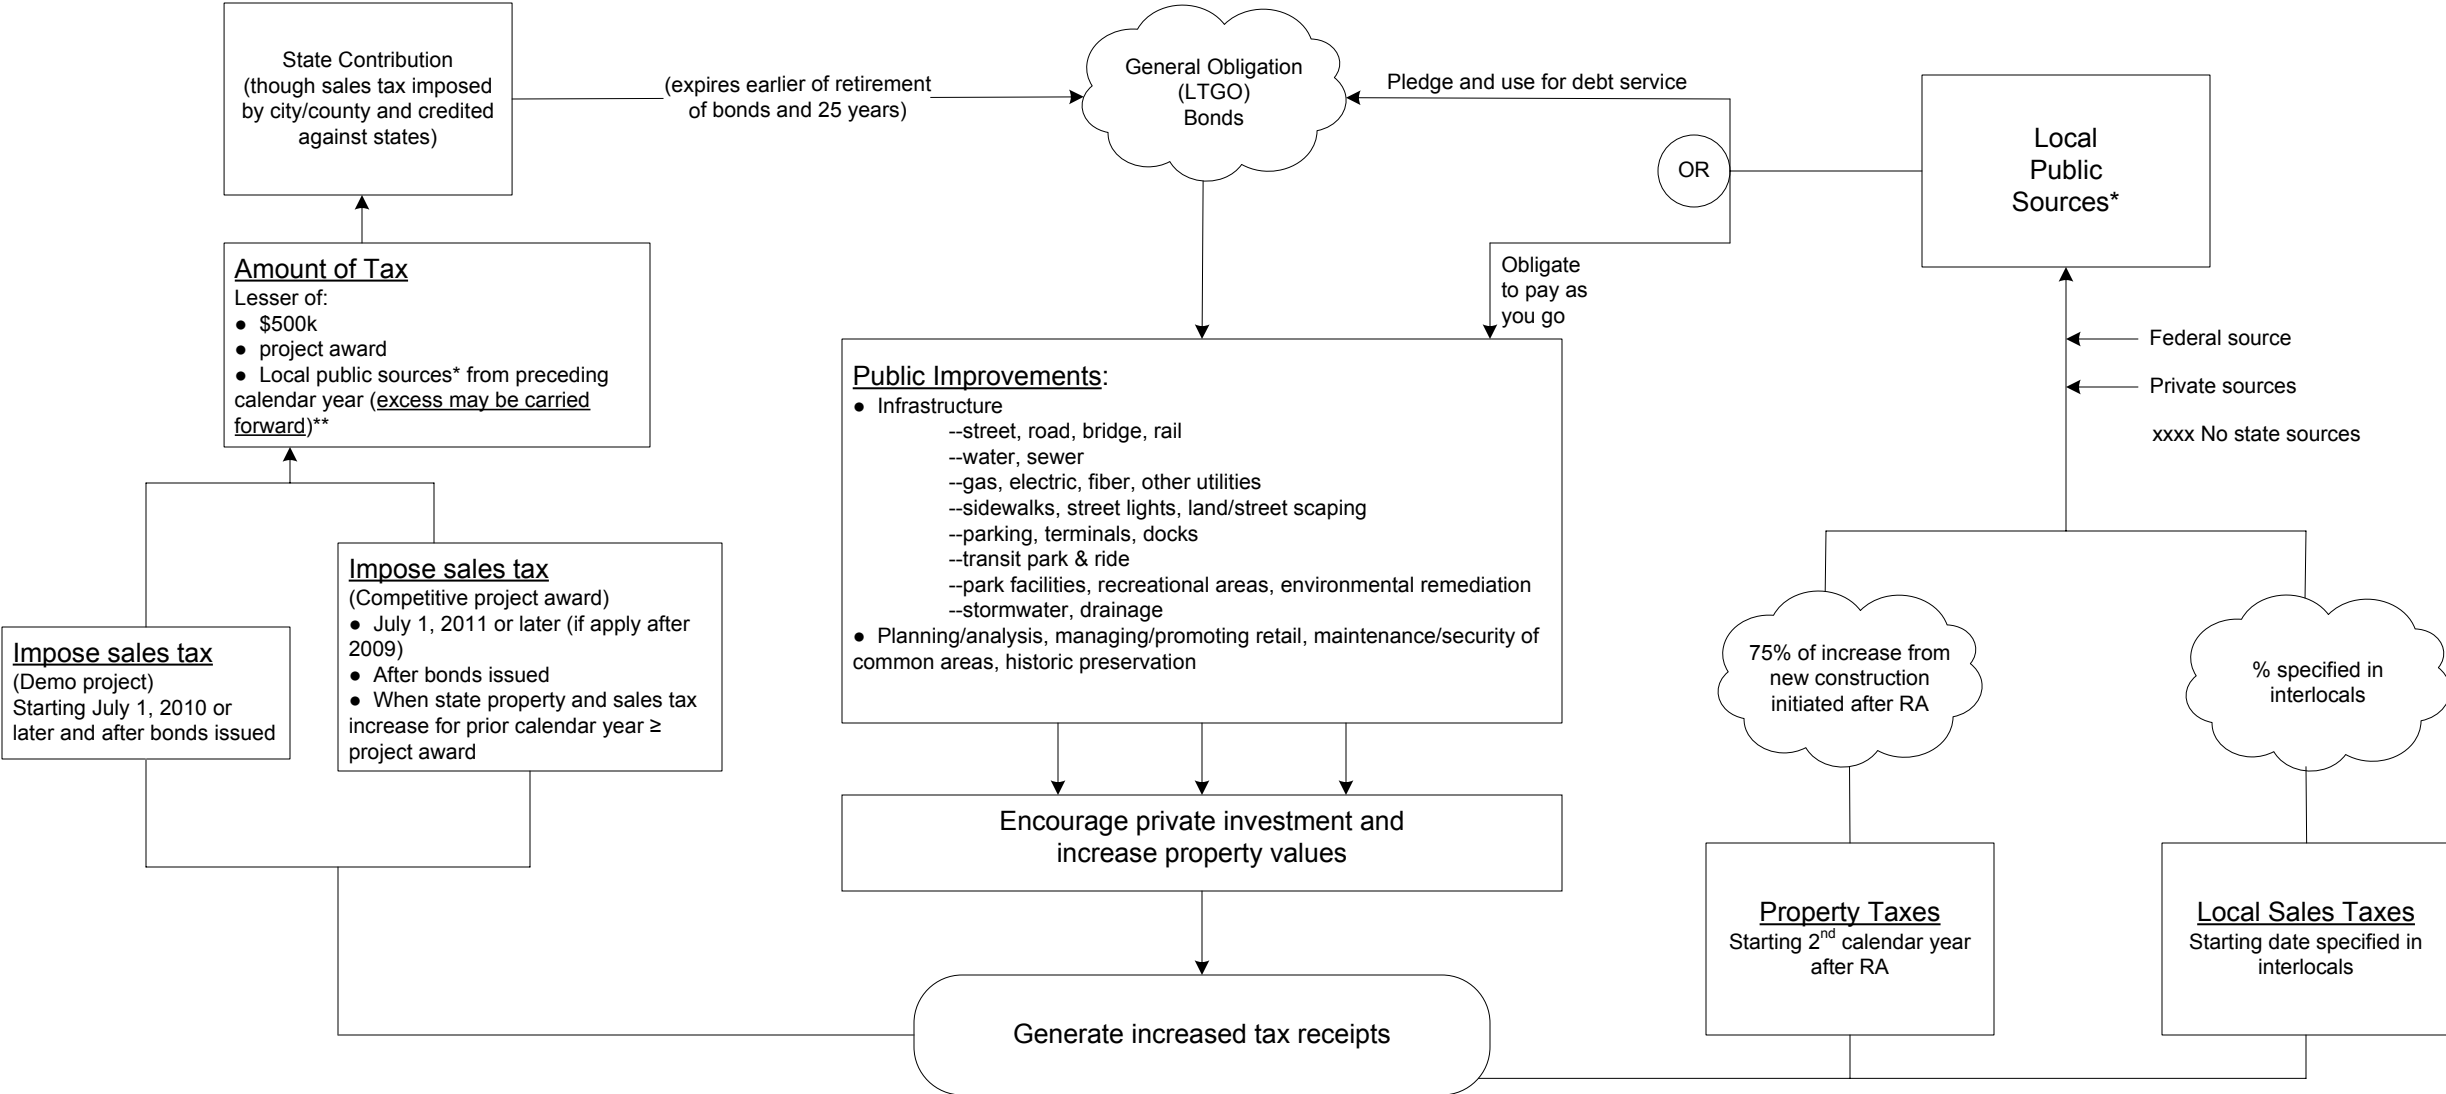 State Contribution
(though sales tax imposed
by city/county and credited
against states)
(expires earlier of retirement
of bonds and 25 years)
General Obligation
(LTGO)
Bonds
Pledge and use for debt service
OR
Local
Public
Sources*
Amount of Tax
Lesser of:
● $500k
● project award
● Local public sources* from preceding
calendar year (excess may be carried
forward)**
Obligate
to pay as
you go
Federal source
Private sources
xxxx No state sources
Public Improvements:
● Infrastructure
--street, road, bridge, rail
--water, sewer
--gas, electric, fiber, other utilities
--sidewalks, street lights, land/street scaping
--parking, terminals, docks
--transit park & ride
--park facilities, recreational areas, environmental remediation
--stormwater, drainage
● Planning/analysis, managing/promoting retail, maintenance/security of
common areas, historic preservation
Impose sales tax
(Demo project)
Starting July 1, 2010 or
later and after bonds issued
Impose sales tax
(Competitive project award)
● July 1, 2011 or later (if apply after
2009)
● After bonds issued
● When state property and sales tax
increase for prior calendar year ≥
project award
75% of increase from
new construction
initiated after RA
% specified in
interlocals
Encourage private investment and
increase property values
Property Taxes
Starting 2nd calendar year
after RA
Local Sales Taxes
Starting date specified in
interlocals
Generate increased tax receipts